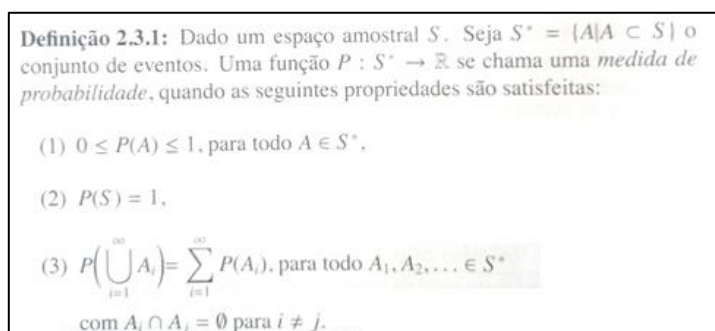 Definição 2.3.1: Dado um espaço amostral S. Seja S* = {A|A ⊂ S} o
conjunto de eventos. Uma função P : S* → ℝ se chama uma medida de
probabilidade, quando as seguintes propriedades são satisfeitas:
(1) 0 ≤ P(A) ≤ 1, para todo A ∈ S*,
(2) P(S) = 1,
(3) P(⋃_{i=1}^{∞} A_i) = ∑_{i=1}^{∞} P(A_i), para todo A_1, A_2, ... ∈ S*
com A_i ∩ A_j = ∅ para i ≠ j.